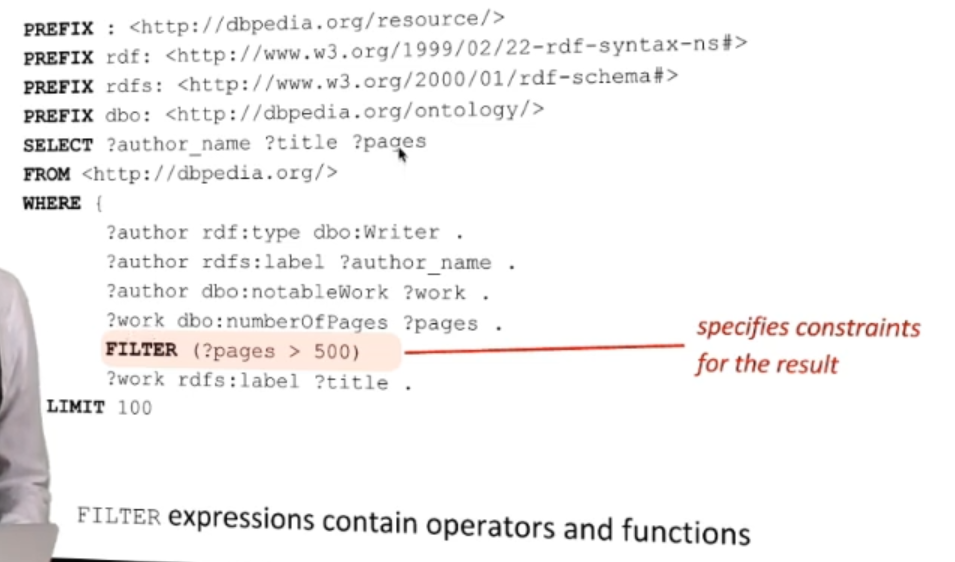 PREFIX : <http://dbpedia.org/resource/>
PREFIX rdf: <http://www.w3.org/1999/02/22-rdf-syntax-ns#>
PREFIX rdfs: <http://www.w3.org/2000/01/rdf-schema#>
PREFIX dbo: <http://dbpedia.org/ontology/>
SELECT ?author_name ?title ?pages
FROM <http://dbpedia.org/>
WHERE {
?author rdf:type dbo:Writer .
?author rdfs:label ?author_name .
?author dbo:notableWork ?work .
?work dbo:numberOfPages ?pages .
FILTER (?pages > 500)
?work rdfs:label ?title .
LIMIT 100
specifies constraints
for the result
FILTER expressions contain operators and functions